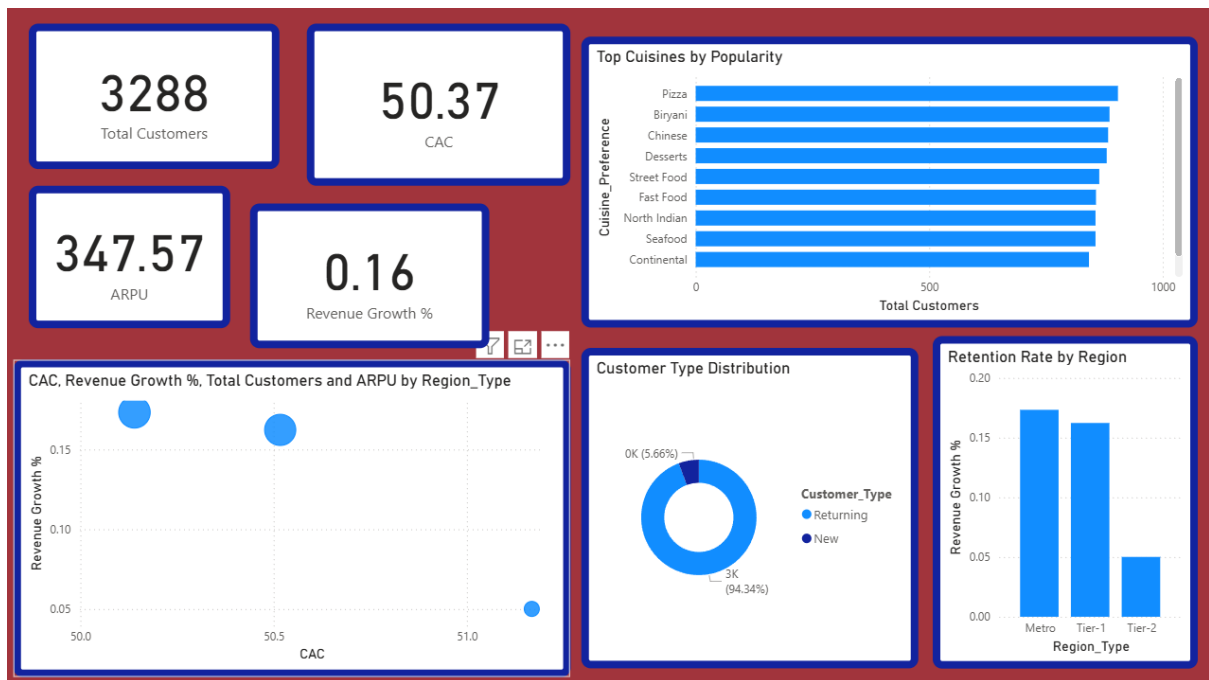 3288
Total Customers
50.37
CAC
347.57
ARPU
0.16
Revenue Growth %
Top Cuisines by Popularity
Cuisine_Preference
Pizza
Biryani
Chinese
Desserts
Street Food
Fast Food
North Indian
Seafood
Continental
0
500
1000
Total Customers
CAC, Revenue Growth %, Total Customers and ARPU by Region_Type
Revenue Growth %
0.15
0.10
0.05
50.0
50.5
51.0
CAC
Customer Type Distribution
0K (5.66%)
3K
(94.34%)
Customer_Type
Returning
New
Retention Rate by Region
Revenue Growth %
0.20
0.15
0.10
0.05
0.00
Metro
Tier-1
Tier-2
Region_Type